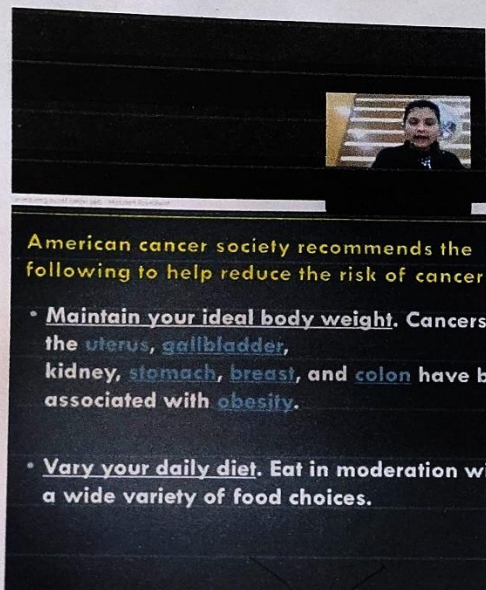 American cancer society recommends the
following to help reduce the risk of cancer
• Maintain your ideal body weight. Cancers
the uterus, gallbladder,
kidney, stomach, breast, and colon have b
associated with obesity.
• Vary your daily diet. Eat in moderation wi
a wide variety of food choices.